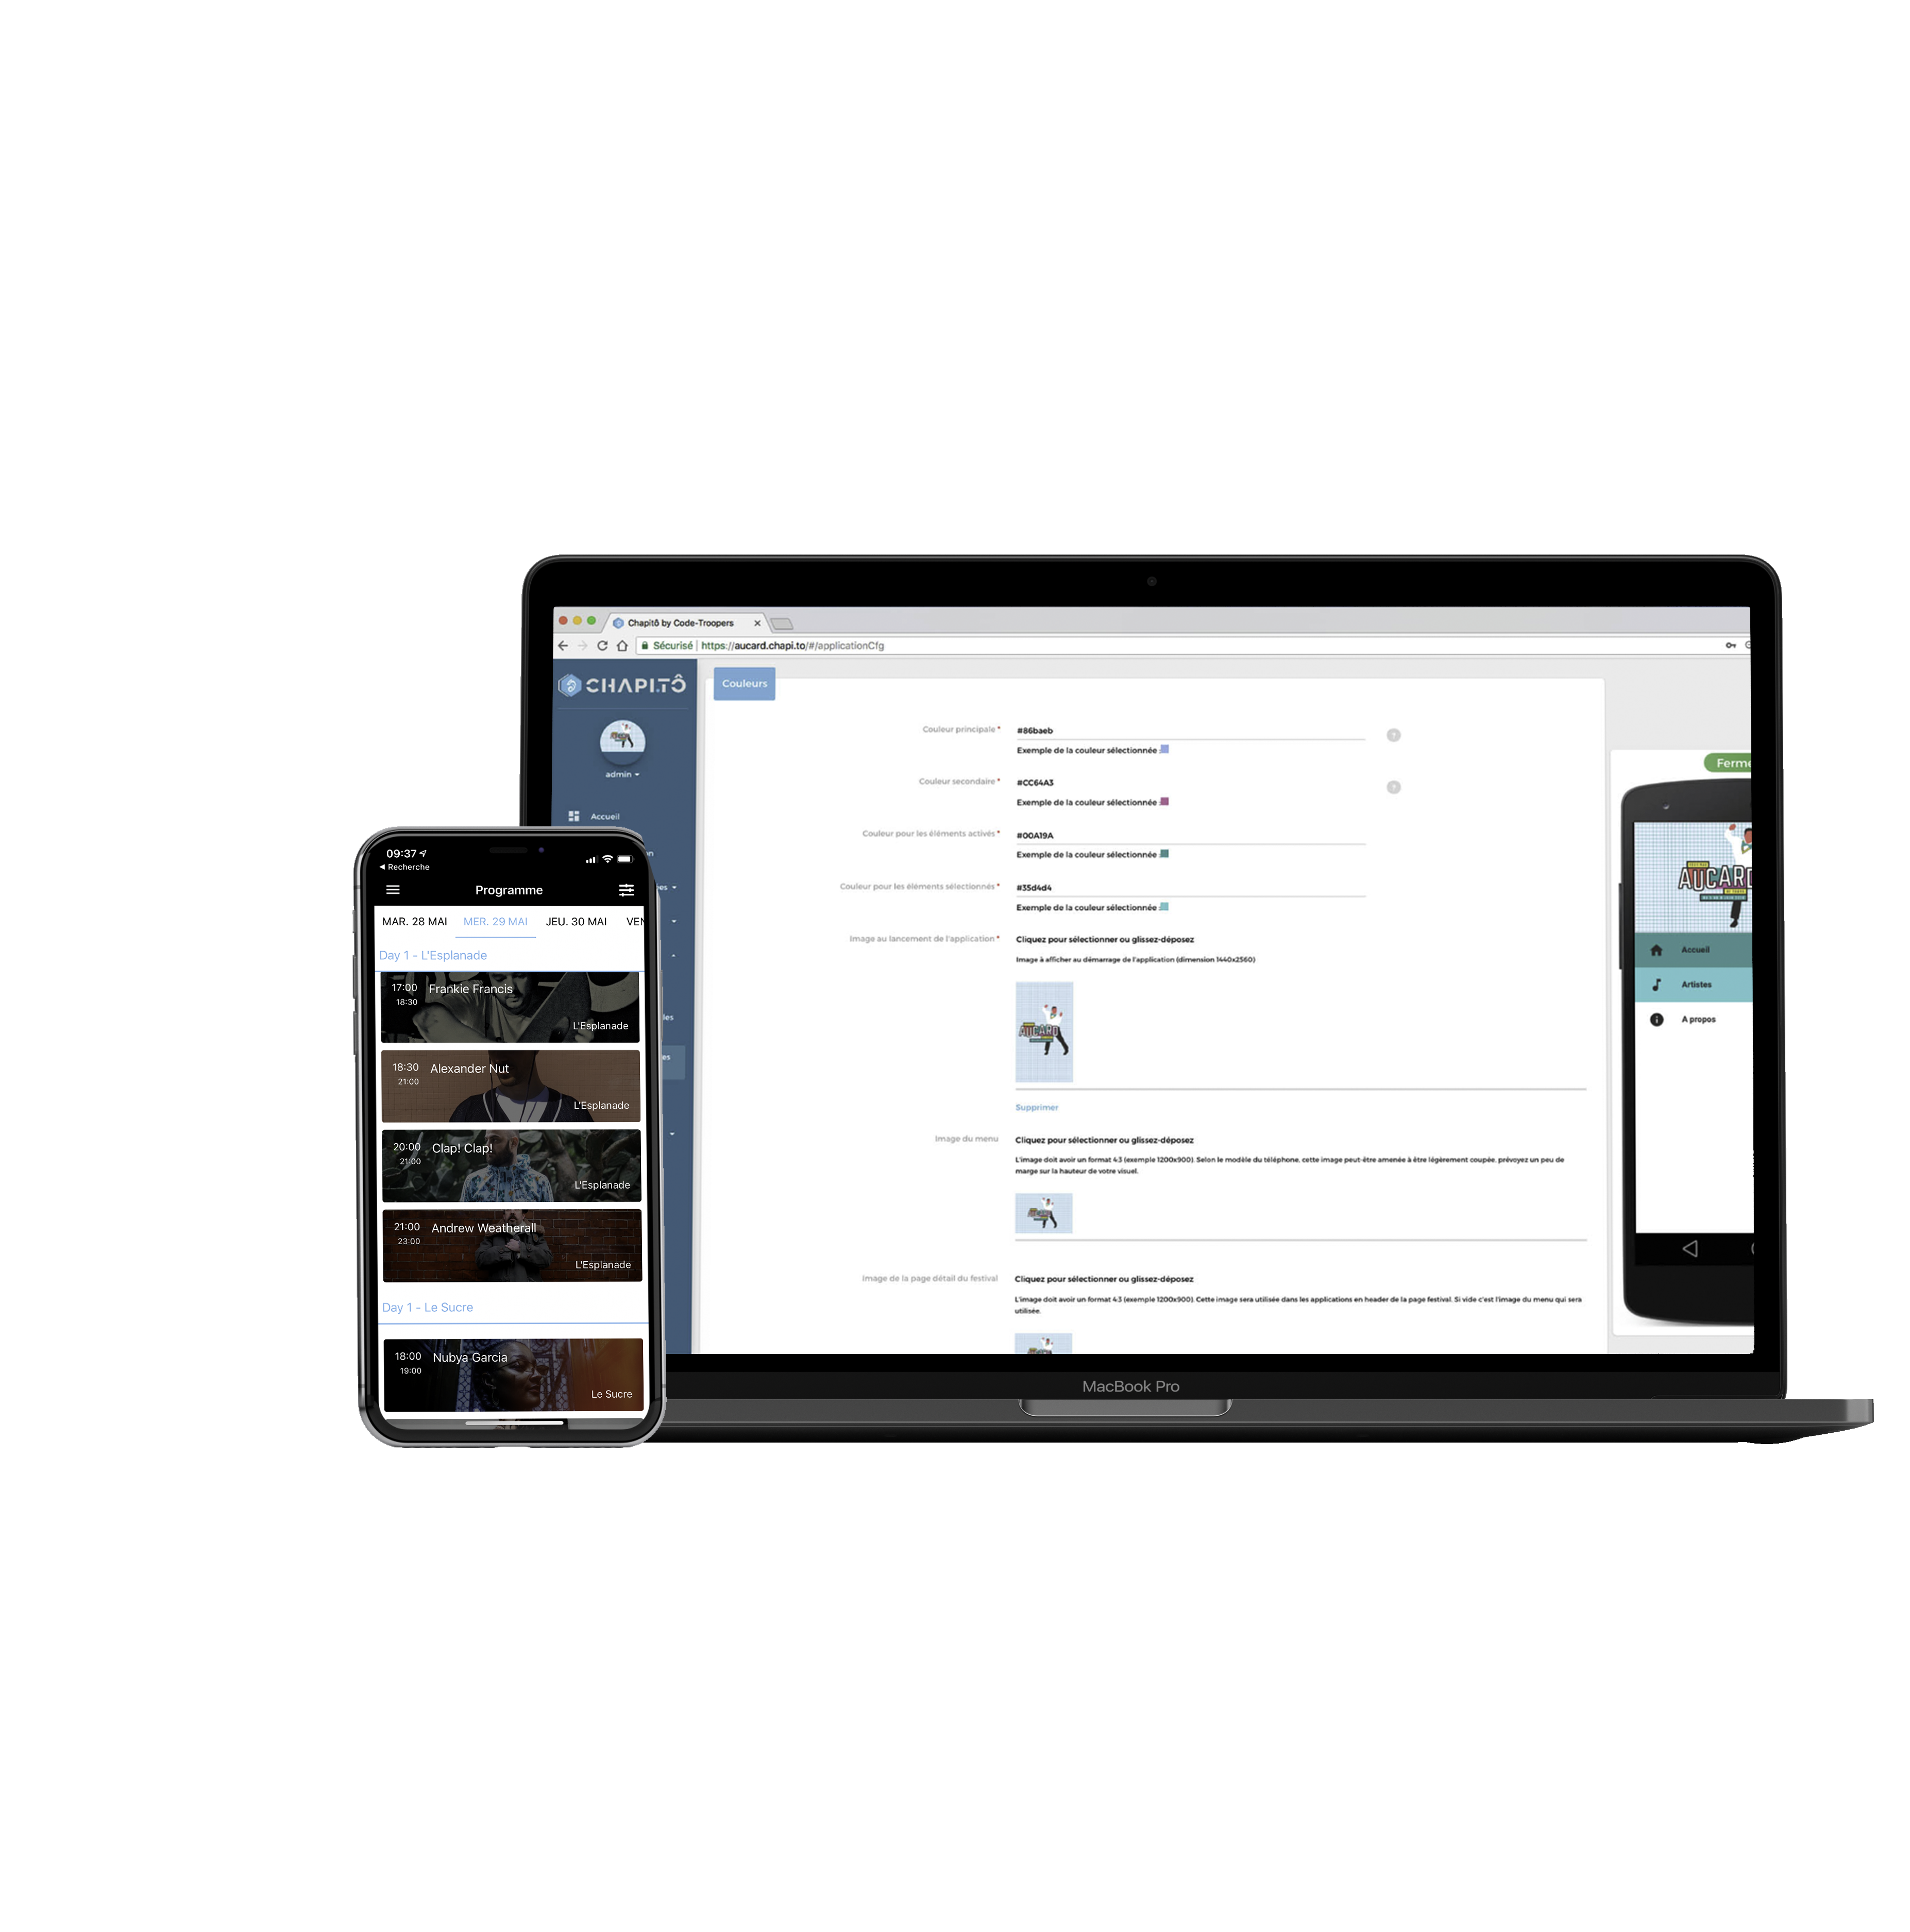 Chapitô by Code-Troopers
Sécurisé | https://aucard.chapi.to/#/applicationCfg
CHAPI.TÔ
admin
Accueil
Couleurs
Couleur principale *
#86baeb
Exemple de la couleur sélectionnée :
Couleur secondaire *
#CC64A3
Exemple de la couleur sélectionnée :
Couleur pour les éléments activés *
#00A19A
Exemple de la couleur sélectionnée :
Couleur pour les éléments sélectionnés *
#35d4d4
Exemple de la couleur sélectionnée :
Image au lancement de l'application *
Cliquez pour sélectionner ou glissez-déposez
Image à afficher au démarrage de l'application (dimension 1440x2560)
AUCARD
Supprimer
Image du menu
Cliquez pour sélectionner ou glissez-déposez
L'image doit avoir un format 4:3 (exemple 1200x900). Selon le modèle du téléphone, cette image peut-être amenée à être légèrement coupée, prévoyez un peu de
marge sur la hauteur de votre visuel.
Image de la page détail du festival
Cliquez pour sélectionner ou glissez-déposez
L'image doit avoir un format 4:3 (exemple 1200x900). Cette image sera utilisée dans les applications en header de la page festival. Si vide c'est l'image du menu qui sera
utilisée.
Ferme
AUCARD
Accueil
Artistes
A propos
MacBook Pro
09:37
Recherche
Programme
MAR. 28 MAI
MER. 29 MAI
JEU. 30 MAI
VEN
Day 1 - L'Esplanade
17:00 Frankie Francis
18:30
L'Esplanade
18:30 Alexander Nut
21:00
L'Esplanade
20:00 Clap! Clap!
21:00
L'Esplanade
21:00 Andrew Weatherall
23:00
L'Esplanade
Day 1 - Le Sucre
18:00 Nubya Garcia
19:00
Le Sucre